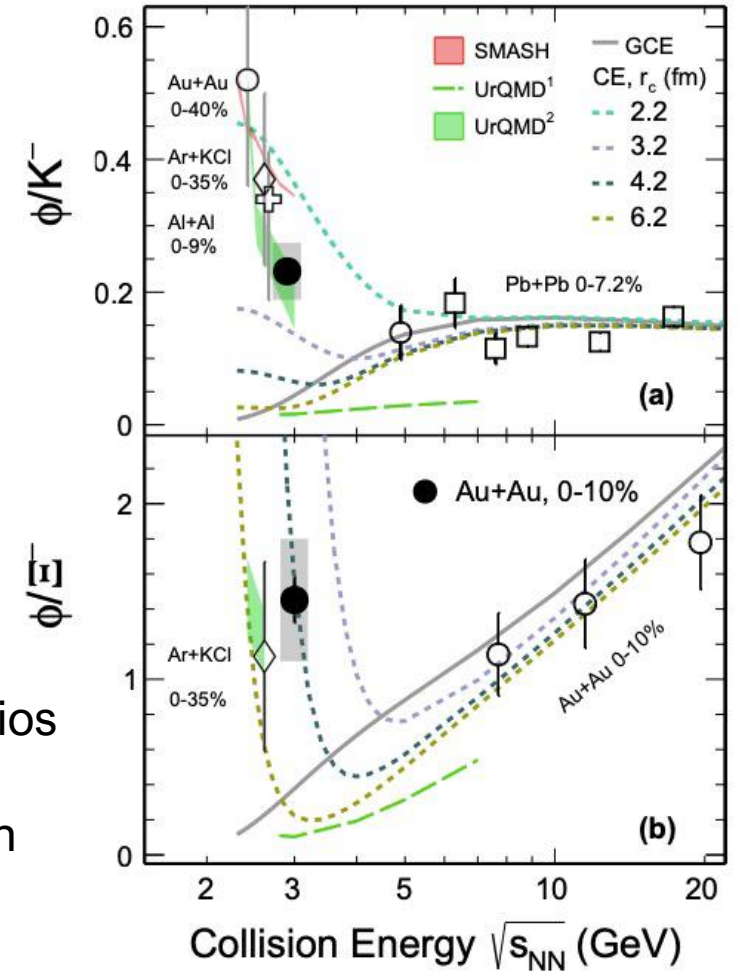 0.6
0.4
0.2
0
ϕ/K⁻
Au+Au
0-40%
Ar+KCl
0-35%
Al+Al
0-9%
SMASH
UrQMD¹
UrQMD²
GCE
CE, r_c (fm)
2.2
3.2
4.2
6.2
Pb+Pb 0-7.2%
(a)
2
1
0
ϕ/Ξ⁻
Au+Au, 0-10%
Ar+KCl
0-35%
Au+Au 0-10%
(b)
ios
n
2 3 5 10 20
Collision Energy √s_NN (GeV)